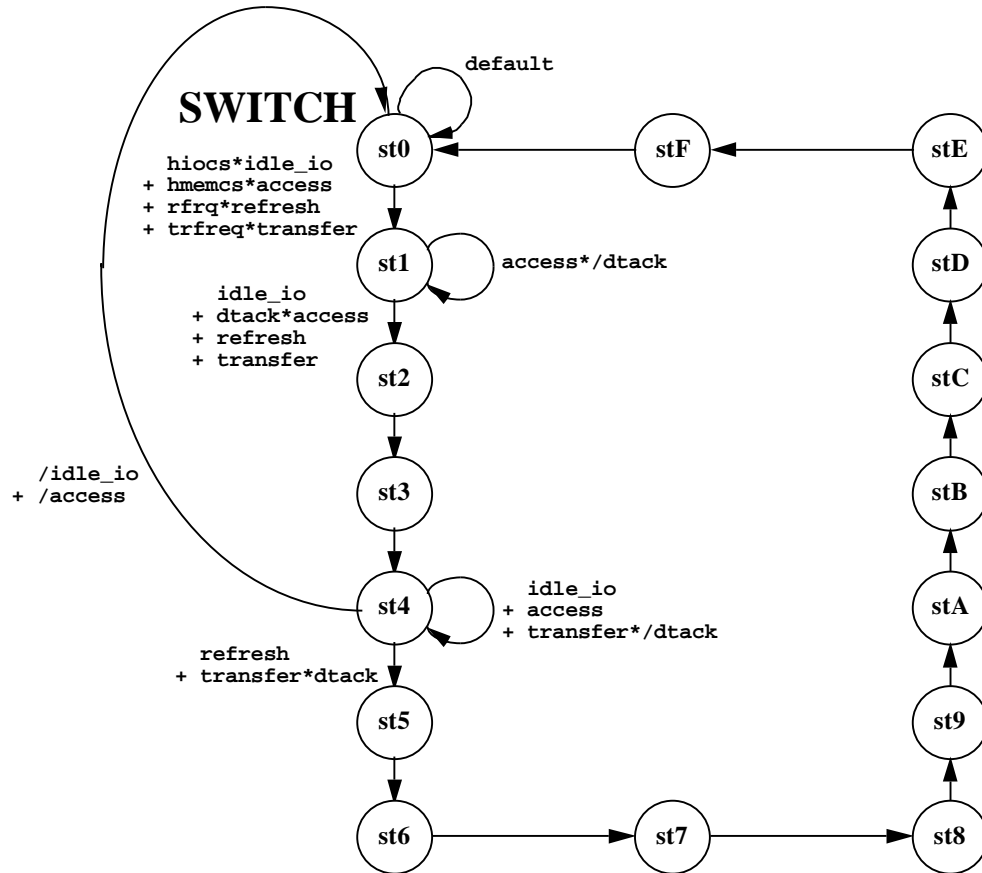 default
SWITCH
st0
stF
stE
hiocs*idle_io
+ hmemcs*access
+ rfrq*refresh
+ trfreq*transfer
st1
access*/dtack
stD
idle_io
+ dtack*access
+ refresh
+ transfer
st2
stC
/idle_io
+ /access
st3
stB
st4
idle_io
+ access
+ transfer*/dtack
stA
refresh
+ transfer*dtack
st5
st9
st6
st7
st8